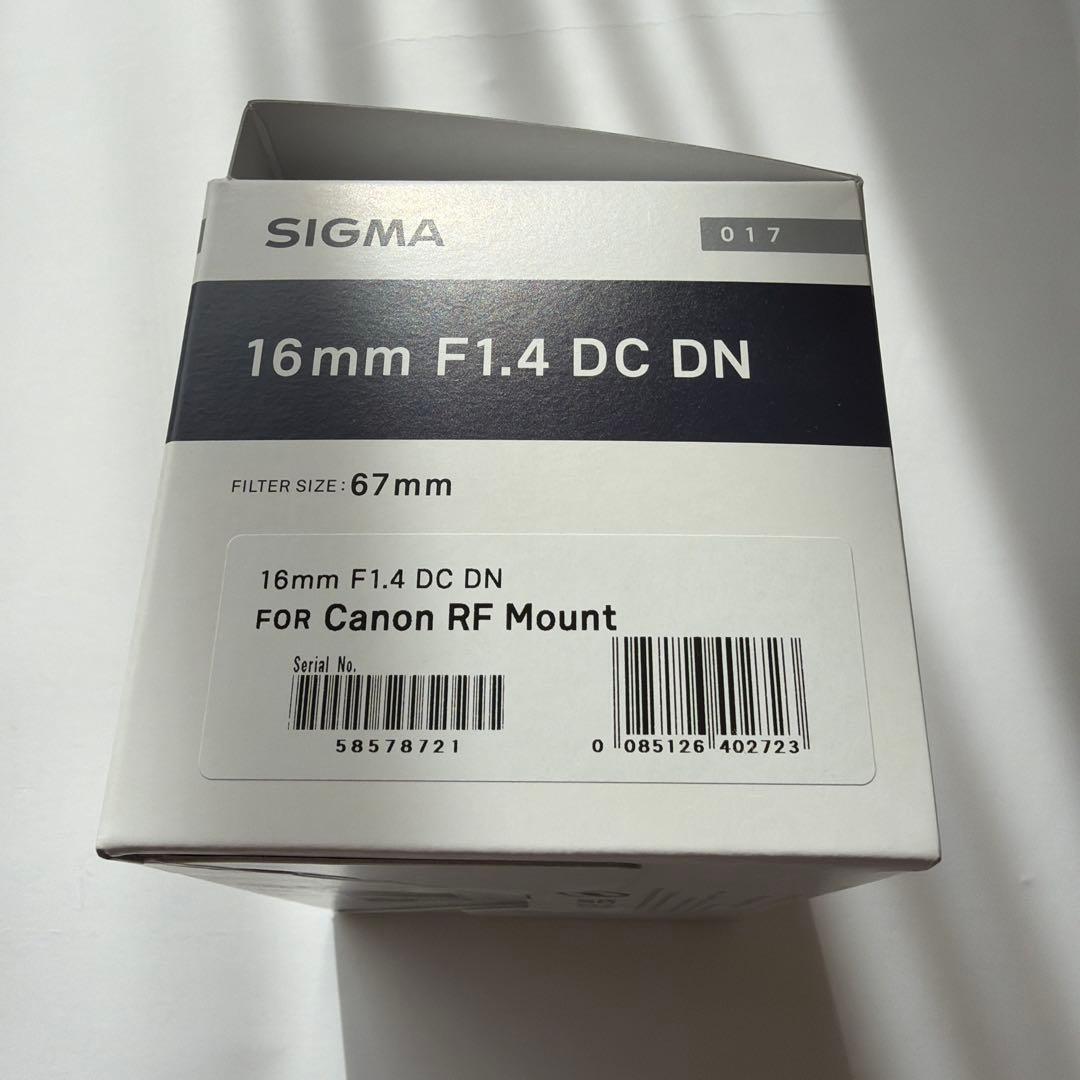 SIGMA
017
16mm F1.4 DC DN
FILTER SIZE: 67mm
16mm F1.4 DC DN
FOR Canon RF Mount
Serial No.
58578721
0 085126 402723